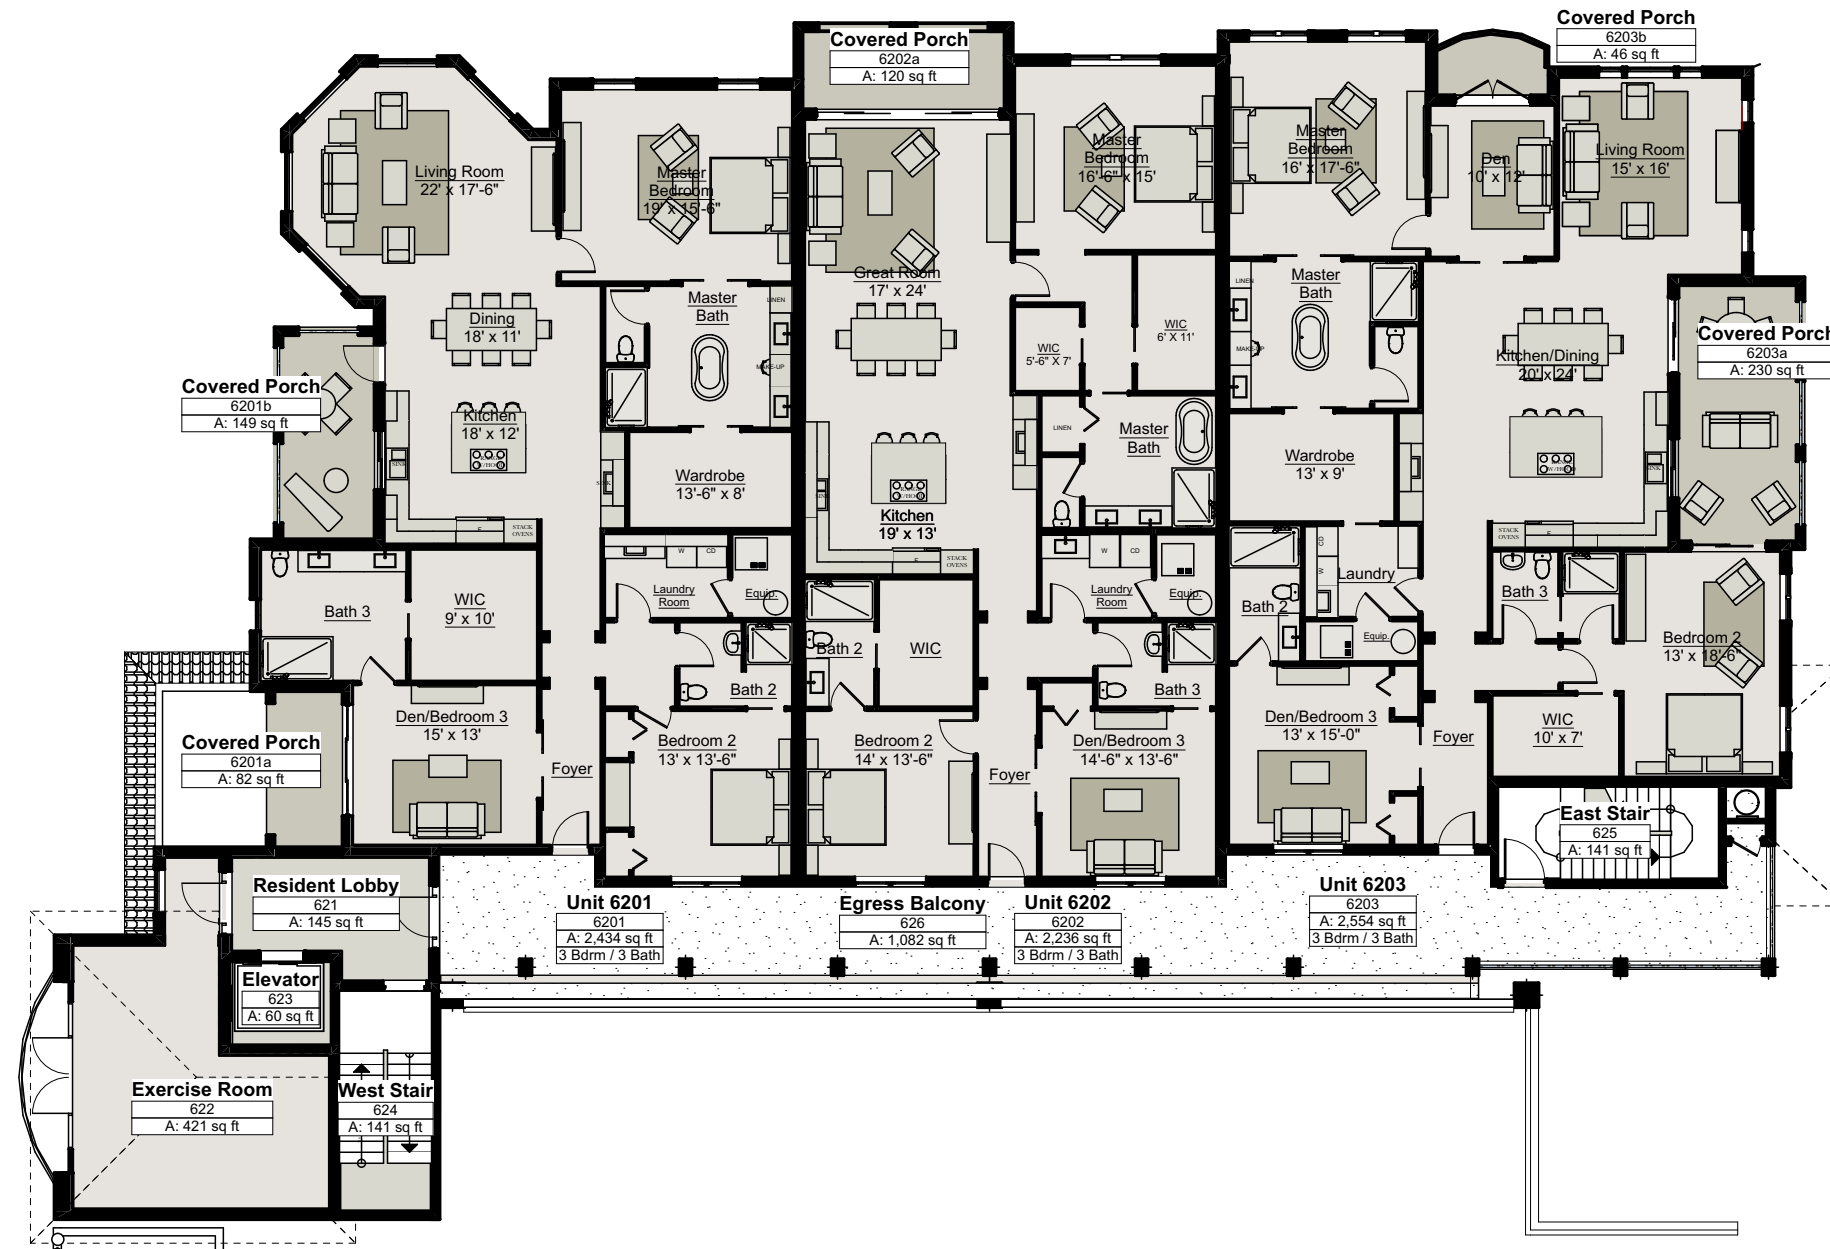 Covered Porch
6202a
A: 120 sq ft
Covered Porch
6203b
A: 46 sq ft
Living Room
22' x 17'-6"
Master
Bedroom
19' x 15'-6"
Master
Bedroom
16'-6" x 15'
Master
Bedroom
16' x 17'-6"
Den
10' x 12'
Living Room
15' x 16'
Great Room
17' x 24'
Dining
18' x 11'
Master
Bath
LINEN
MAKE-UP
WIC
5'-6" X 7'
WIC
6' X 11'
LINEN
MAKE-UP
Master
Bath
Kitchen/Dining
20' x 24'
Covered Porch
6203a
A: 230 sq ft
Covered Porch
6201b
A: 149 sq ft
Kitchen
18' x 12'
SINK
STACK
OVENS
Wardrobe
13'-6" x 8'
LINEN
Master
Bath
Kitchen
19' x 13'
SINK
STACK
OVENS
Wardrobe
13' x 9'
STACK
OVENS
Bath 3
WIC
9' x 10'
W
CD
Laundry
Room
Equip.
Bath 2
Bath 2
WIC
W
CD
Laundry
Room
Equip.
Bath 3
Bath 2
CD
W
Laundry
Equip.
Bath 3
Bedroom 2
13' x 18'-6"
WIC
10' x 7'
Covered Porch
6201a
A: 82 sq ft
Den/Bedroom 3
15' x 13'
Foyer
Bedroom 2
13' x 13'-6"
Bedroom 2
14' x 13'-6"
Foyer
Den/Bedroom 3
14'-6" x 13'-6"
Den/Bedroom 3
13' x 15'-0"
Foyer
East Stair
625
A: 141 sq ft
Resident Lobby
621
A: 145 sq ft
Unit 6201
6201
A: 2,434 sq ft
3 Bdrm / 3 Bath
Egress Balcony
626
A: 1,082 sq ft
Unit 6202
6202
A: 2,236 sq ft
3 Bdrm / 3 Bath
Unit 6203
6203
A: 2,554 sq ft
3 Bdrm / 3 Bath
Elevator
623
A: 60 sq ft
Exercise Room
622
A: 421 sq ft
West Stair
624
A: 141 sq ft